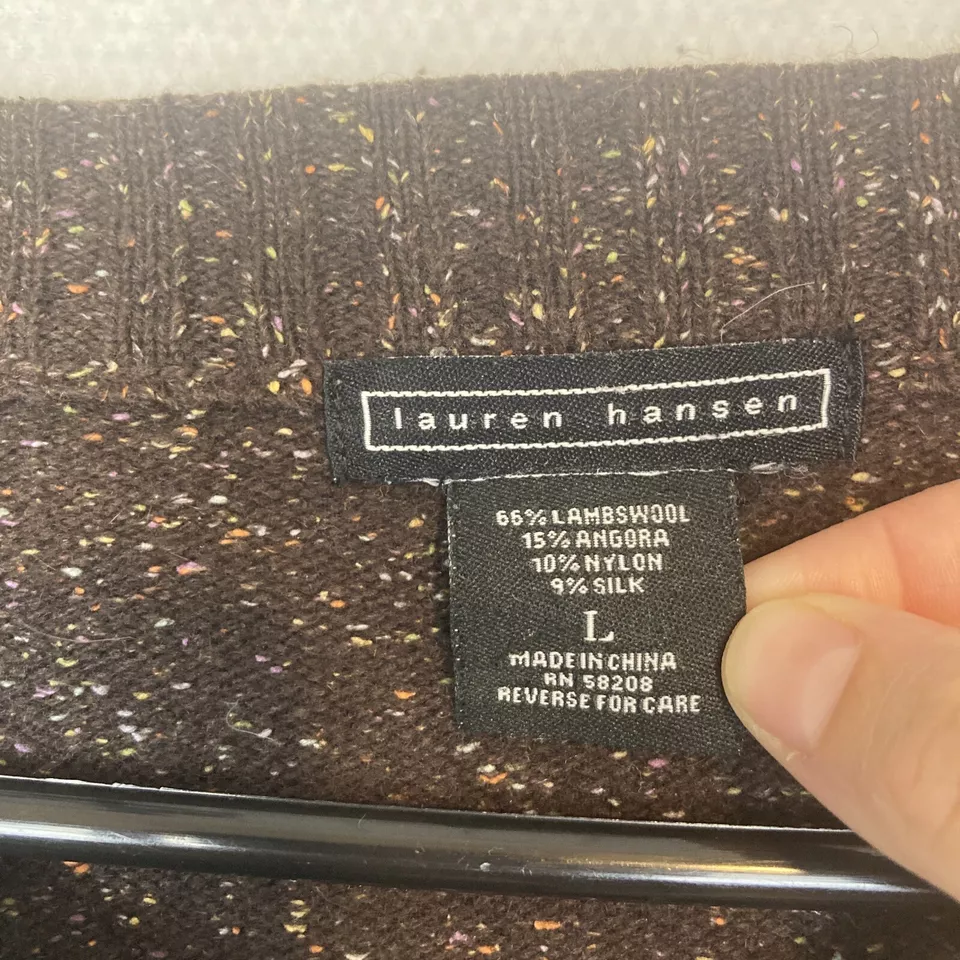 lauren hansen
66% LAMBSWOOL
15% ANGORA
10% NYLON
9% SILK
L
MADE IN CHINA
RN 58208
REVERSE FOR CARE